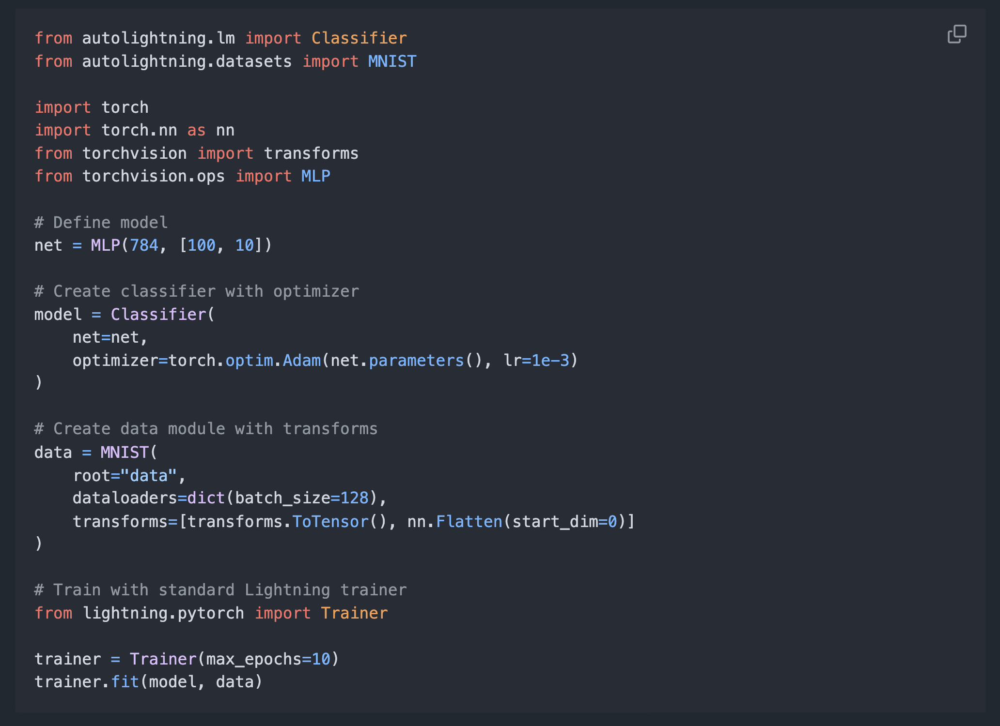 from autolightning.lm import Classifier
from autolightning.datasets import MNIST

import torch
import torch.nn as nn
from torchvision import transforms
from torchvision.ops import MLP

# Define model
net = MLP(784, [100, 10])

# Create classifier with optimizer
model = Classifier(
    net=net,
    optimizer=torch.optim.Adam(net.parameters(), lr=1e-3)
)

# Create data module with transforms
data = MNIST(
    root="data",
    dataloaders=dict(batch_size=128),
    transforms=[transforms.ToTensor(), nn.Flatten(start_dim=0)]
)

# Train with standard Lightning trainer
from lightning.pytorch import Trainer

trainer = Trainer(max_epochs=10)
trainer.fit(model, data)